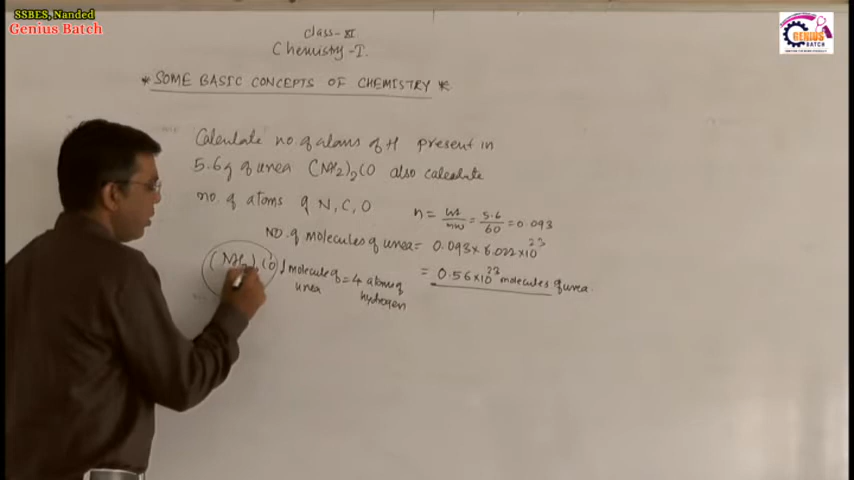 SSBES, Nanded
Genius Batch
GENIUS
BATCH
Class-XI
Chemistry-I.
*SOME BASIC CONCEPTS OF CHEMISTRY*
Calculate no. of atoms of H present in
5.6g of urea (NH2)2CO also calculate
no. of atoms of N, C, O
n = wt/mw = 5.6/60 = 0.093
NO. of molecules of urea = 0.093×6.022×10^23
= 0.56×10^23 molecules of urea.
(NH2)2CO 1 molecule of urea = 4 atoms of hydrogen